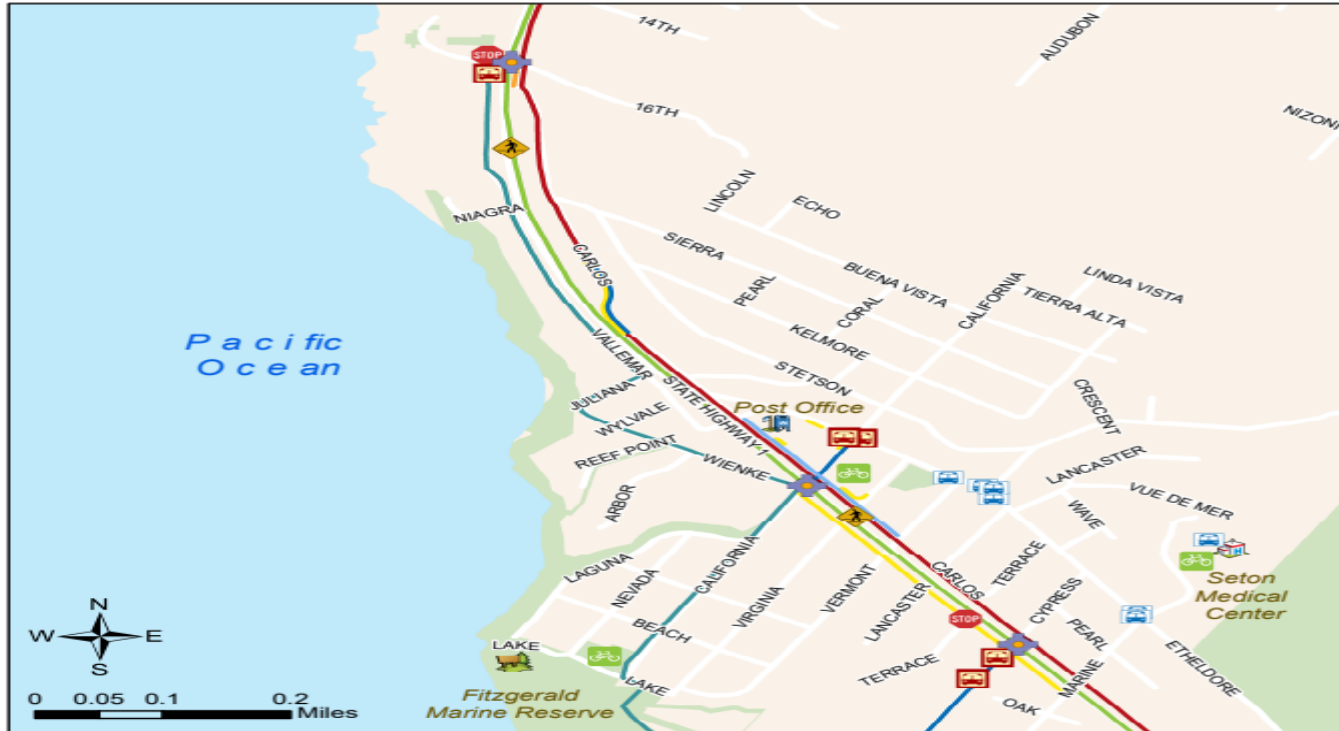 14TH
AUDUBON
STOP
16TH
NIZONI
LINCOLN
ECHO
NIAGRA
SIERRA
CARLOS
BUENA VISTA
CALIFORNIA
LINDA VISTA
TIERRA ALTA
PEARL
CORAL
KELMORE
Pacific
Ocean
VALLEMAR
STETSON
JULIANA
STATE HIGHWAY 1
CRESCENT
Post Office
WYLVALE
REEF POINT
WIENKE
LANCASTER
ARBOR
VUE DE MER
WAVE
LAGUNA
NEVADA
CALIFORNIA
CARLOS
TERRACE
H
Seton
Medical
Center
VIRGINIA
VERMONT
LANCASTER
CYPRESS
BEACH
STOP
PEARL
N
W E
S
LAKE
LAKE
TERRACE
MARINE
ETHELDORE
OAK
Fitzgerald
Marine Reserve
0 0.05 0.1 0.2
Miles